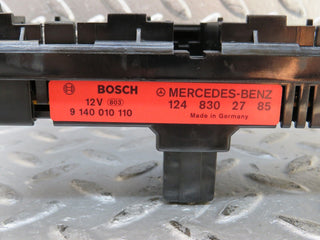 BOSCH
12V 803
9 140 010 110
MERCEDES-BENZ
124 830 27 85
Made in Germany